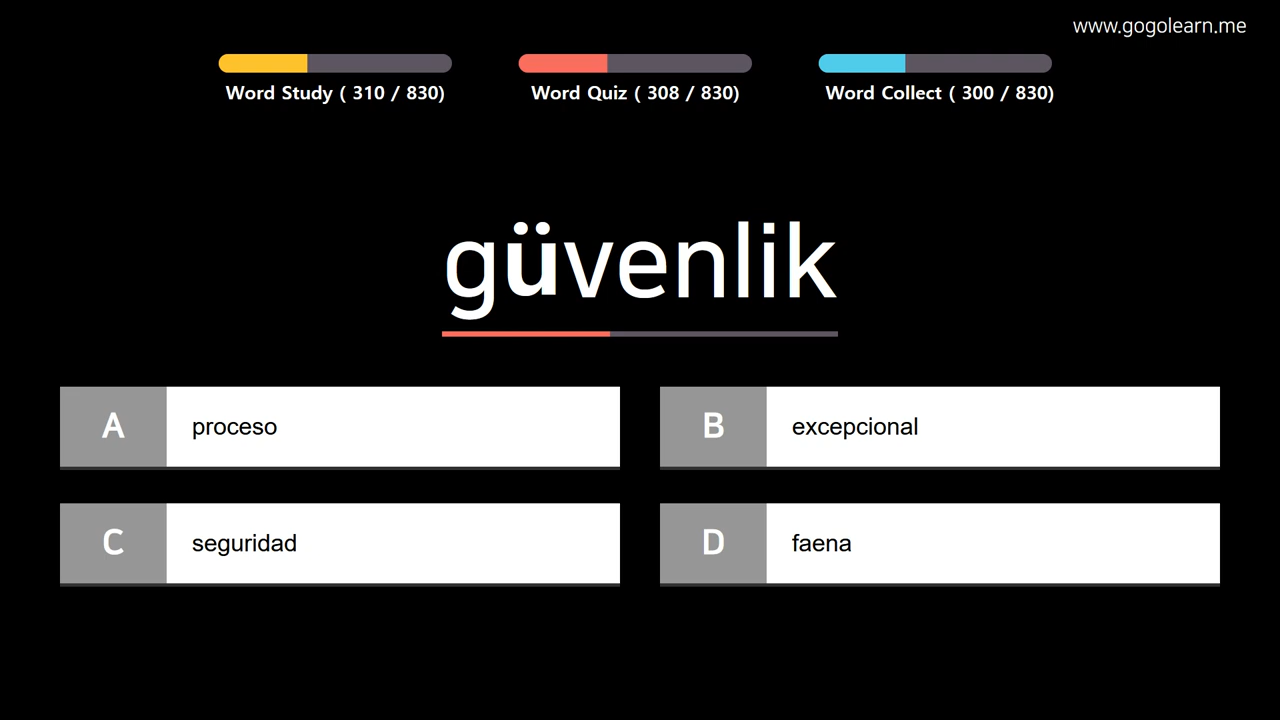 www.gogolearn.me
Word Study ( 310 / 830)
Word Quiz ( 308 / 830)
Word Collect ( 300 / 830)
güvenlik
A proceso
B excepcional
C seguridad
D faena